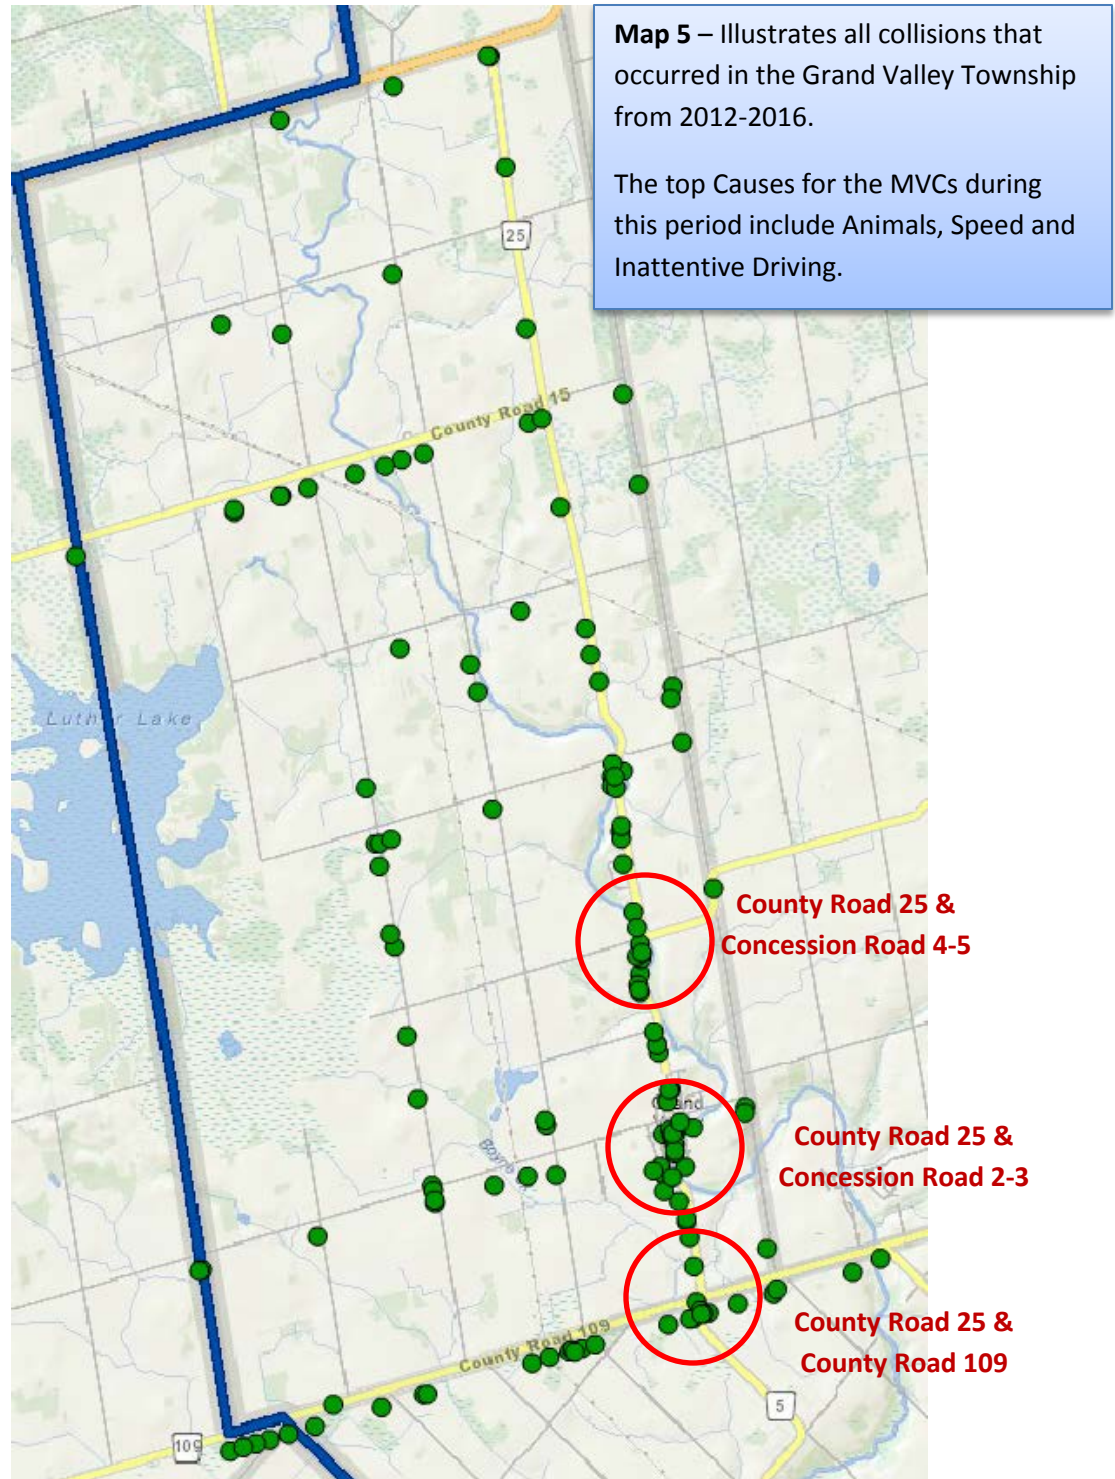 Map 5 – Illustrates all collisions that
occurred in the Grand Valley Township
from 2012-2016.
The top Causes for the MVCs during
this period include Animals, Speed and
Inattentive Driving.
25
County Road 15
Luther Lake
County Road 25 &
Concession Road 4-5
Grand
County Road 25 &
Concession Road 2-3
County Road 25 &
County Road 109
County Road 109
5
109